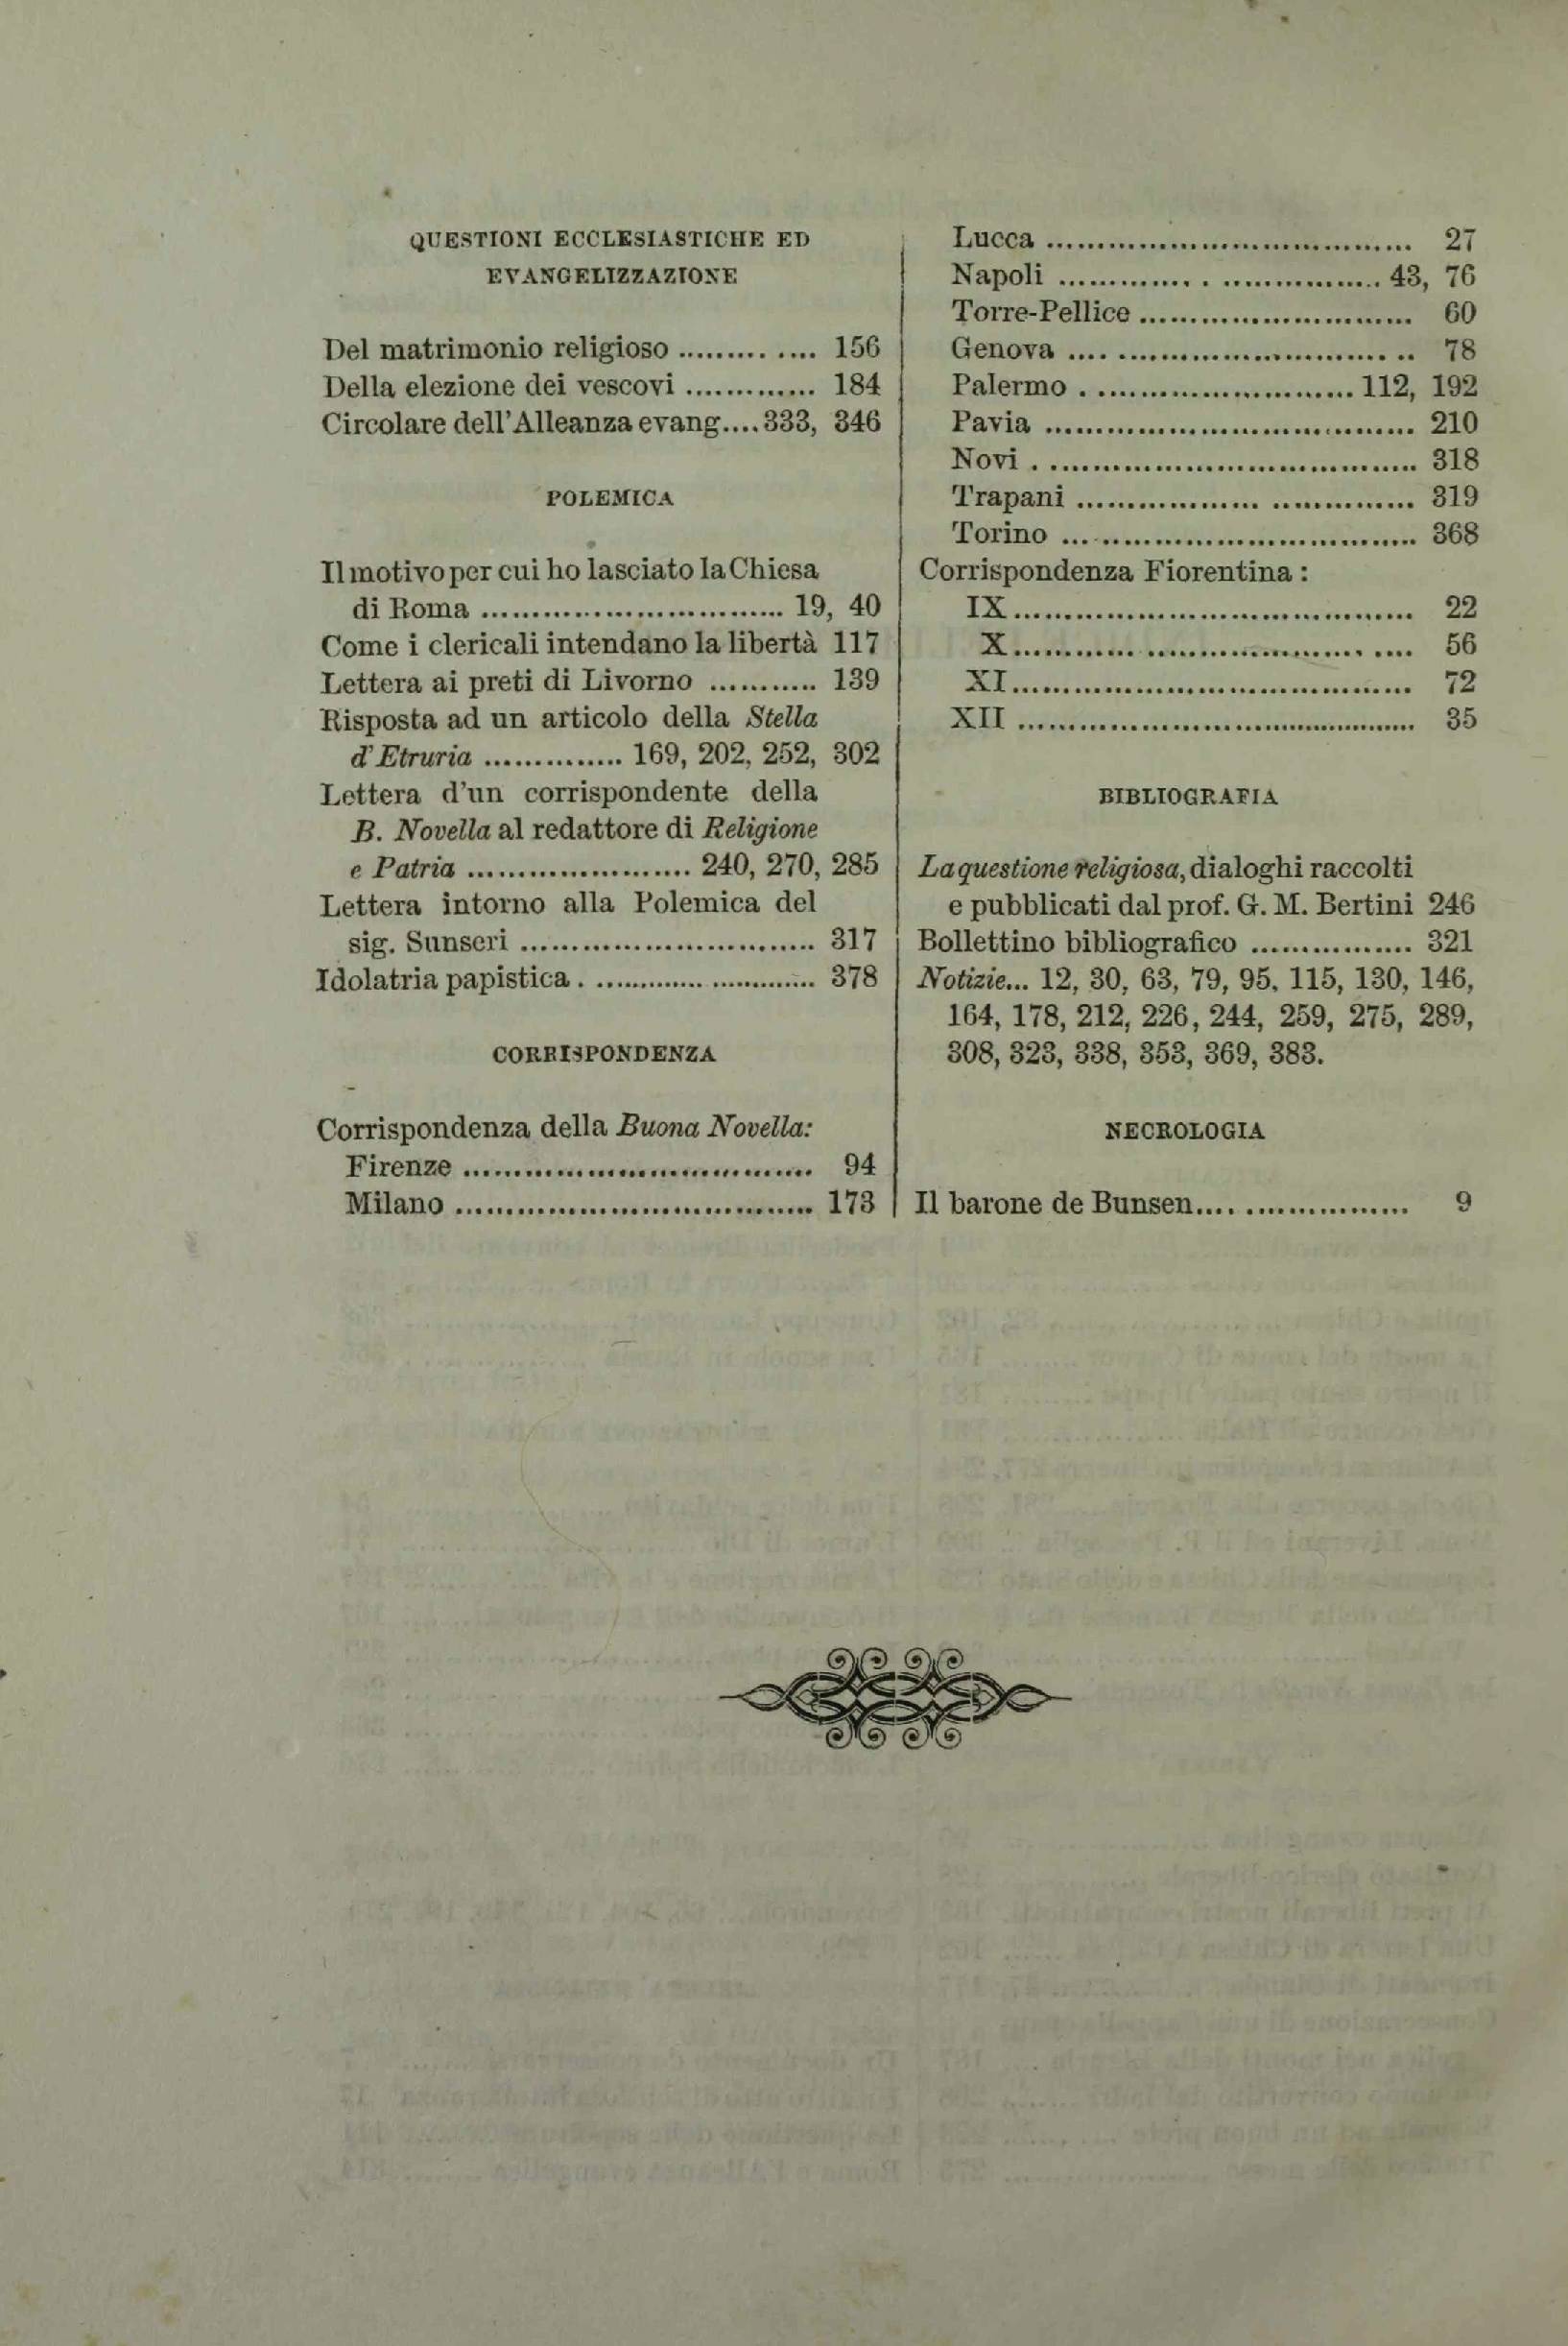 QUESTIONI ECCLESIASTICHE ED
EVANGELIZZAZIONE
Del matrimonio religioso ............. 156
Della elezione dei vescovi ............. 184
Circolare dell'Alleanza evang....333, 346
POLEMICA
Il motivo per cui ho lasciato la Chiesa
di Roma .............................. 19, 40
Come i clericali intendano la libertà 117
Lettera ai preti di Livorno ........... 139
Risposta ad un articolo della Stella
d'Etruria .............. 169, 202, 252, 302
Lettera d'un corrispondente della
B. Novella al redattore di Religione
e Patria ...................... 240, 270, 285
Lettera intorno alla Polemica del
sig. Sunseri ............................. 317
Idolatria papistica . ....................... 378
CORRISPONDENZA
Corrispondenza della Buona Novella:
Firenze .................................. 94
Milano ................................... 173
Lucca .................................... 27
Napoli ............. . ................ 43, 76
Torre-Pellice ........................... 60
Genova .... .......................... .. 78
Palermo . ......................... 112, 192
Pavia .................................... 210
Novi . .................................... 318
Trapani .................. .............. 319
Torino ................................... 368
Corrispondenza Fiorentina :
IX....................................... 22
X............ ..................... .... 56
XI....................................... 72
XII ....................................... 35
BIBLIOGRAFIA
La questione religiosa, dialoghi raccolti
e pubblicati dal prof. G. M. Bertini 246
Bollettino bibliografico ................ 321
Notizie... 12, 30, 63, 79, 95, 115, 130, 146,
164, 178, 212, 226, 244, 259, 275, 289,
308, 323, 338, 353, 369, 383.
NECROLOGIA
Il barone de Bunsen.... ................ 9